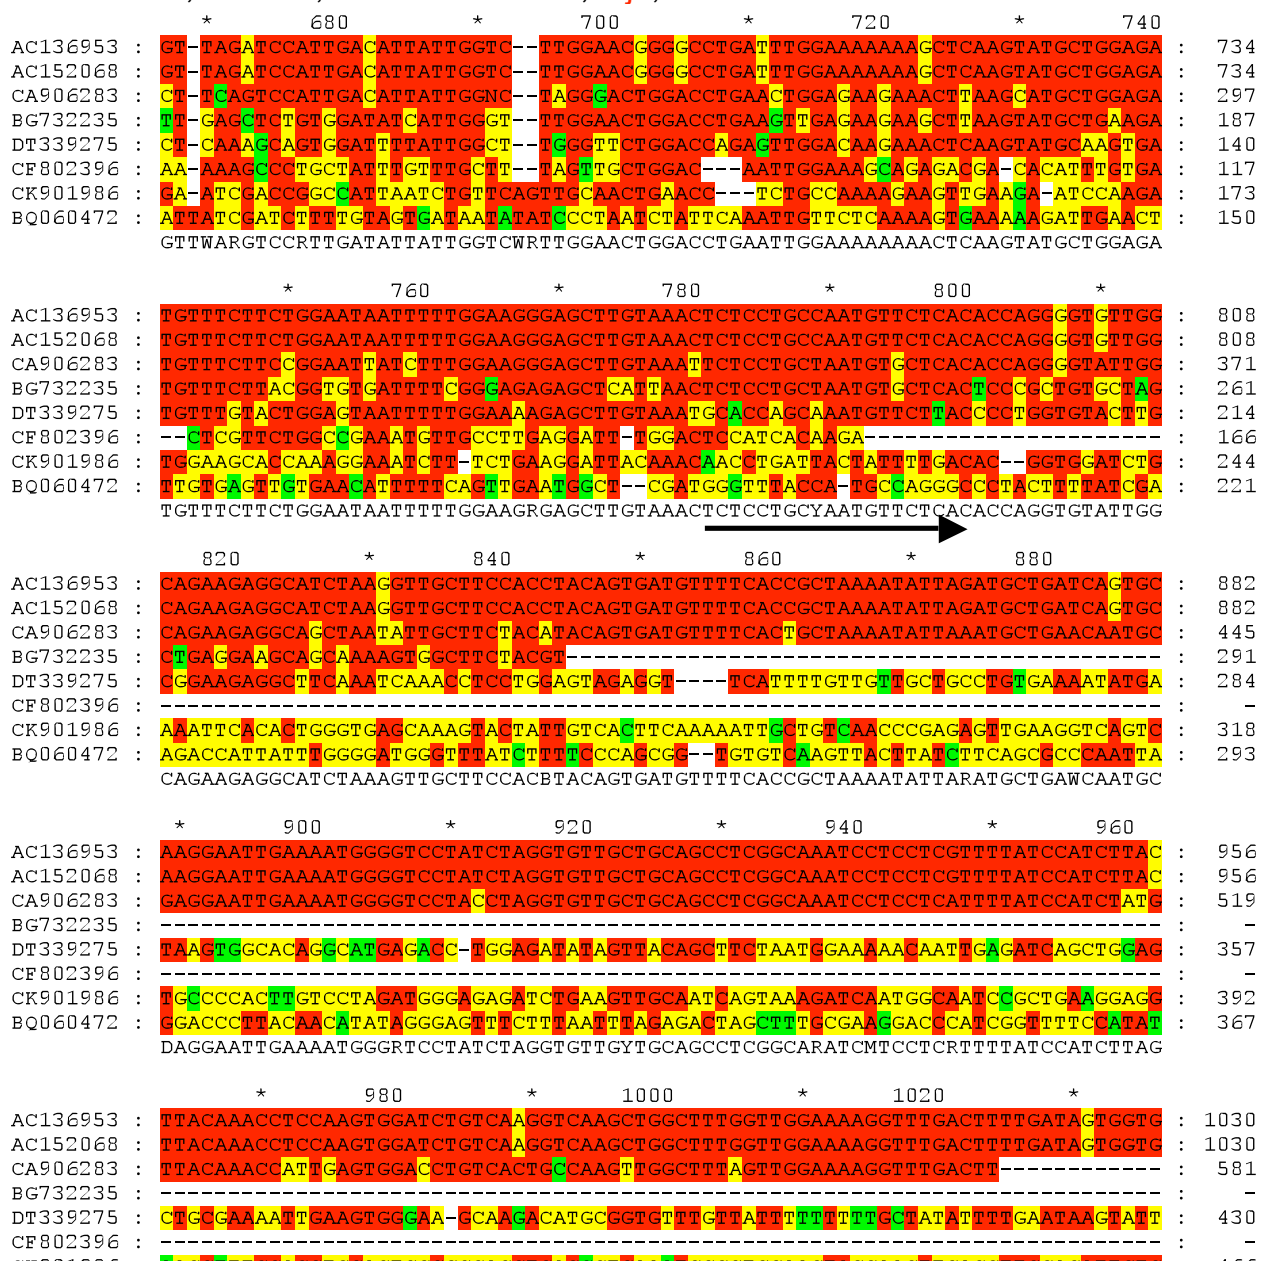 * 680 * 700 * 720 * 740
AC136953 : GT-TAGATCCATTGACATTATTGGTC--TTGGAACGGGGCCTGATTTGGAAAAAAAAGCTCAAGTATGCTGGAGA : 734
AC152068 : GT-TAGATCCATTGACATTATTGGTC--TTGGAACGGGGCCTGATTTGGAAAAAAAAGCTCAAGTATGCTGGAGA : 734
CA906283 : CT-TCAGTCCATTGACATTATTGGNC--TAGGGACTGGACCTGAACTGGAGAAGAAACTTAAGCATGCTGGAGA : 297
BG732235 : TT-GAGCTCTGTGGATATCATTGGGT--TTGGAACTGGACCTGAAGTTGAGAAGAAGCTTAAGTATGCTGAAGA : 187
DT339275 : CT-CAAAGCAGTGGATTTTATTGGCT--TGGGTTCTGGACCAGAGTTGGACAAGAAACTCAAGTATGCAAGTGA : 140
CF802396 : AA-AAAGCCCTGCTATTTGTTTGCTT--TAGTTGCTGGAC---AATTGGAAAGCAGAGACGA-CACATTTGTGA : 117
CK901986 : GA-ATCGACCGGCCATTAATCTGTTCAGTTGCAACTGAACC---TCTGCCAAAAGAAGTTGAAGA-ATCCAAGA : 173
BQ060472 : ATTATCGATCTTTTGTAGTGATAATATATCCCTAATCTATTCAAATTGTTCTCAAAAGTGAAAAAGATTGAACT : 150
GTTWARGTCCRTTGATATTATTGGTCWRTTGGAACTGGACCTGAATTGGAAAAAAAACTCAAGTATGCTGGAGA
* 760 * 780 * 800 *
AC136953 : TGTTTCTTCTGGAATAATTTTTGGAAGGGAGCTTGTAAACTCTCCTGCCAATGTTCTCACACCAGGGGTGTTGG : 808
AC152068 : TGTTTCTTCTGGAATAATTTTTGGAAGGGAGCTTGTAAACTCTCCTGCCAATGTTCTCACACCAGGGGTGTTGG : 808
CA906283 : TGTTTCTTCCGGAATTATCTTTGGAAGGGAGCTTGTAAATTCTCCTGCTAATGTGCTCACACCAGGGGTATTGG : 371
BG732235 : TGTTTCTTACGGTGTGATTTTCGGGAGAGAGCTCATTAACTCTCCTGCTAATGTGCTCACTCCCGCTGTGCTAG : 261
DT339275 : TGTTTGTACTGGAGTAATTTTTGGAAAAGAGCTTGTAAATGCACCAGCAAATGTTCTTACCCCTGGTGTACTTG : 214
CF802396 : --CTCGTTCTGGCCGAAATGTTGCCTTGAGGATT-TGGACTCCATCACAAGA---------------------- : 166
CK901986 : TGGAAGCACCAAAGGAAATCTT-TCTGAAGGATTACAAACAACCTGATTACTATTTTGACAC--GGTGGATCTG : 244
BQ060472 : TTGTGAGTTGTGAACATTTTTCAGTTGAATGGCT--CGATGGGTTTACCA-TGCCAGGGCCCTACTTTTATCGA : 221
TGTTTCTTCTGGAATAATTTTTGGAAGRGAGCTTGTAAACTCTCCTGCYAATGTTCTCACACCAGGTGTATTGG
820 * 840 * 860 * 880
AC136953 : CAGAAGAGGCATCTAAGGTTGCTTCCACCTACAGTGATGTTTTCACCGCTAAAATATTAGATGCTGATCAGTGC : 882
AC152068 : CAGAAGAGGCATCTAAGGTTGCTTCCACCTACAGTGATGTTTTCACCGCTAAAATATTAGATGCTGATCAGTGC : 882
CA906283 : CAGAAGAGGCAGCTAATATTGCTTCTACATACAGTGATGTTTTCACTGCTAAAATATTAAATGCTGAACAATGC : 445
BG732235 : CTGAGGAAGCAGCAAAAGTGGCTTCTACGT-------------------------------------------- : 291
DT339275 : CGGAAGAGGCTTCAAATCAAACCTCCTGGAGTAGAGGT----TCATTTTGTTGTTGCTGCCTGTGAAAATATGA : 284
CF802396 : -------------------------------------------------------------------------- : -
CK901986 : AAATTCACACTGGGTGAGCAAAGTACTATTGTCACTTCAAAAATTGCTGTCAACCCGAGAGTTGAAGGTCAGTC : 318
BQ060472 : AGACCATTATTTGGGGATGGGTTTATCTTTTCCCAGCGG--TGTGTCAAGTTACTTATCTTCAGCGCCCAATTA : 293
CAGAAGAGGCATCTAAAGTTGCTTCCACBTACAGTGATGTTTTCACCGCTAAAATATTARATGCTGAWCAATGC
* 900 * 920 * 940 * 960
AC136953 : AAGGAATTGAAAATGGGGTCCTATCTAGGTGTTGCTGCAGCCTCGGCAAATCCTCCTCGTTTTATCCATCTTAC : 956
AC152068 : AAGGAATTGAAAATGGGGTCCTATCTAGGTGTTGCTGCAGCCTCGGCAAATCCTCCTCGTTTTATCCATCTTAC : 956
CA906283 : GAGGAATTGAAAATGGGGTCCTACCTAGGTGTTGCTGCAGCCTCGGCAAATCCTCCTCATTTTATCCATCTATG : 519
BG732235 : -------------------------------------------------------------------------- : -
DT339275 : TAAGTGGCACAGGCATGAGACC-TGGAGATATAGTTACAGCTTCTAATGGAAAAACAATTGAGATCAGCTGGAG : 357
CF802396 : -------------------------------------------------------------------------- : -
CK901986 : TGCCCCACTTGTCCTAGATGGGAGAGATCTGAAGTTGCAATCAGTAAAGATCAATGGCAATCCGCTGAAGGAGG : 392
BQ060472 : GGACCCTTACAACATATAGGGAGTTTCTTTAATTTAGAGACTAGCTTTGCGAAGGACCCATCGGTTTTCCATAT : 367
DAGGAATTGAAAATGGGRTCCTATCTAGGTGTTGYTGCAGCCTCGGCARATCMTCCTCRTTTTATCCATCTTAG
* 980 * 1000 * 1020 *
AC136953 : TTACAAACCTCCAAGTGGATCTGTCAAGGTCAAGCTGGCTTTGGTTGGAAAAGGTTTGACTTTTGATAGTGGTG : 1030
AC152068 : TTACAAACCTCCAAGTGGATCTGTCAAGGTCAAGCTGGCTTTGGTTGGAAAAGGTTTGACTTTTGATAGTGGTG : 1030
CA906283 : TTACAAACCATTGAGTGGACCTGTCACTGCCAAGTTGGCTTTAGTTGGAAAAGGTTTGACTT------------ : 581
BG732235 : -------------------------------------------------------------------------- : -
DT339275 : CTGCGAAAATTGAAGTGGGAA-GCAAGACATGCGGTGTTTGTTATTTTTTTTTGCTATATTTTGAATAAGTATT : 430
CF802396 : -------------------------------------------------------------------------- : -